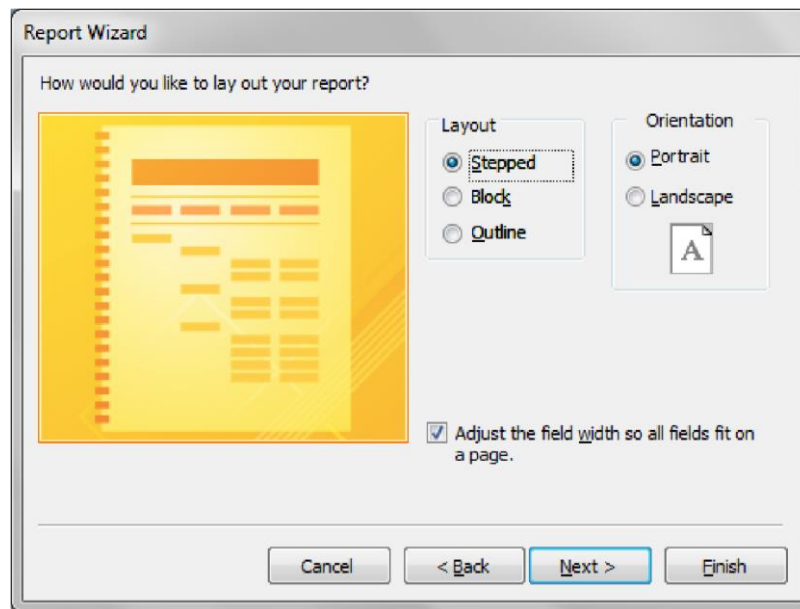 Report Wizard
How would you like to lay out your report?
Layout
Stepped
Block
Outline
Orientation
Portrait
Landscape
A
Adjust the field width so all fields fit on
a page.
Cancel
< Back
Next >
Finish